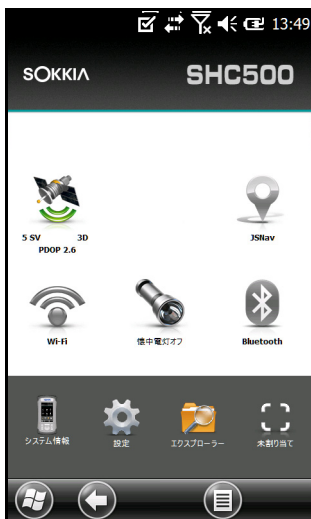 13:49
SOKKIA
SHC500
5 SV 3D
PDOP 2.6
JSNav
Wi-Fi
懐中電灯オフ
Bluetooth
システム情報
設定
エクスプローラー
未割り当て